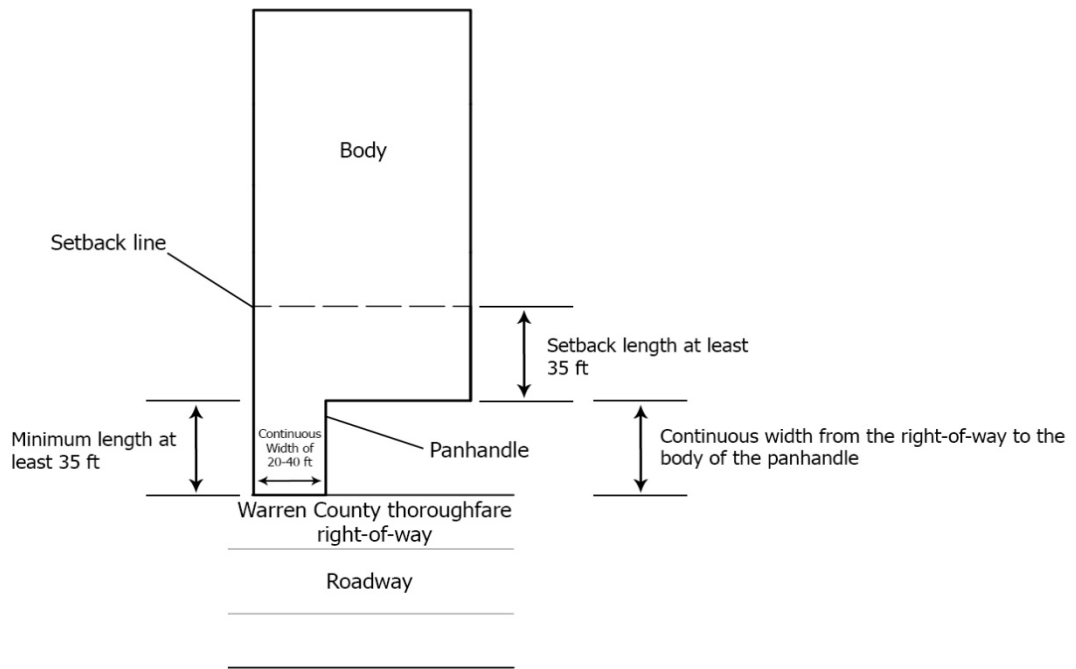 Body
Setback line
Setback length at least
35 ft
Minimum length at
least 35 ft
Continuous
Width of
20-40 ft
Panhandle
Continuous width from the right-of-way to the
body of the panhandle
Warren County thoroughfare
right-of-way
Roadway